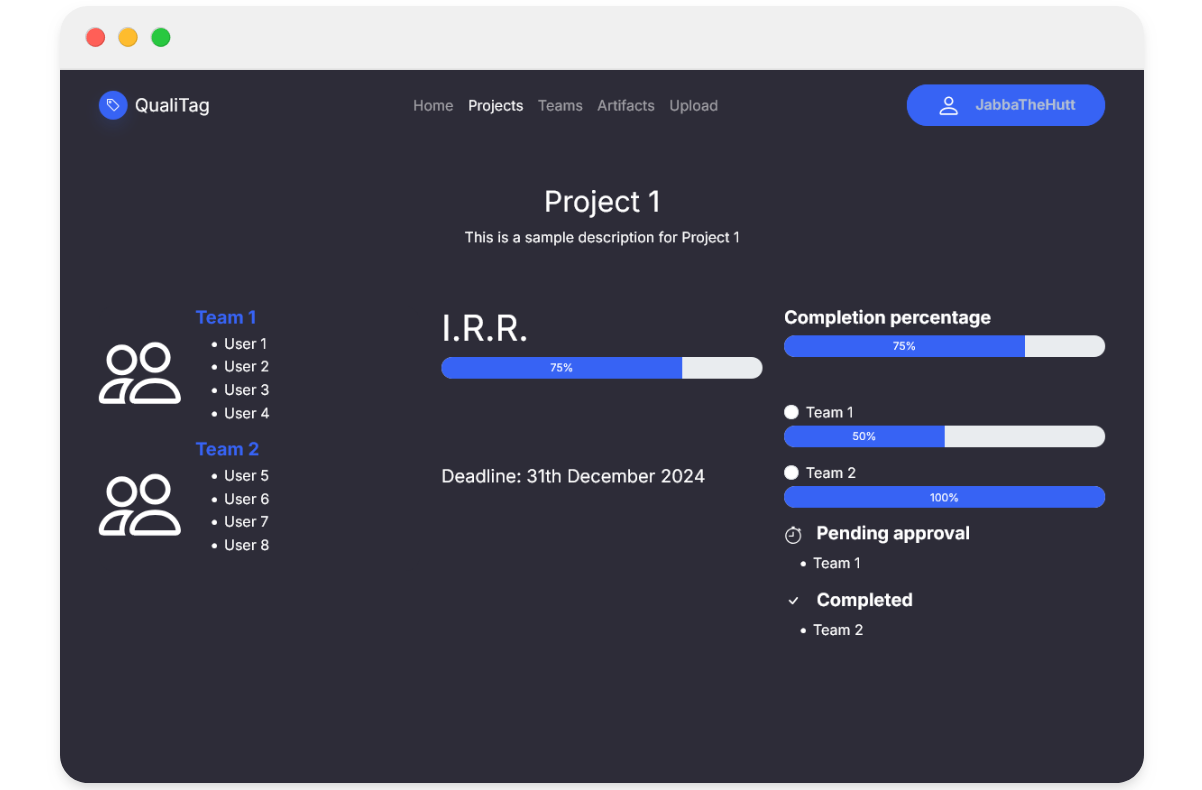 QualiTag
Home Projects Teams Artifacts Upload
JabbaTheHutt
Project 1
This is a sample description for Project 1
Team 1
• User 1
• User 2
• User 3
• User 4
Team 2
• User 5
• User 6
• User 7
• User 8
I.R.R.
75%
Deadline: 31th December 2024
Completion percentage
75%
Team 1
50%
Team 2
100%
Pending approval
• Team 1
Completed
• Team 2